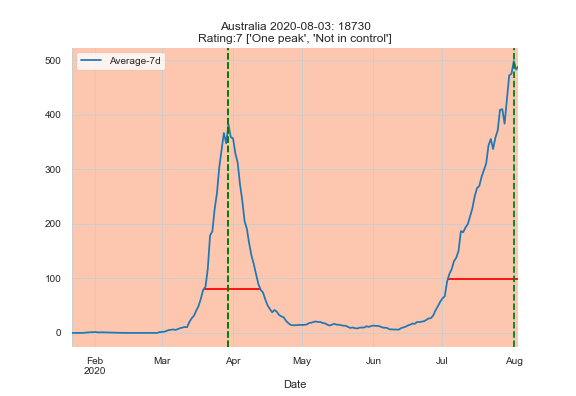 Australia 2020-08-03: 18730
Rating:7 ['One peak', 'Not in control']
Average-7d
500
400
300
200
100
0
Feb Mar Apr May Jun Jul Aug
2020
Date